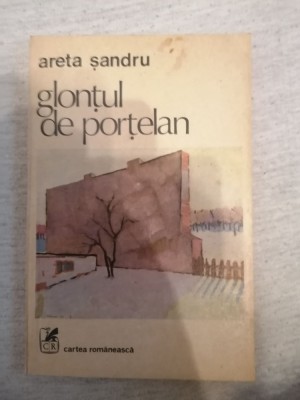 areta șandru
glonțul
de porțelan
CR
cartea românească